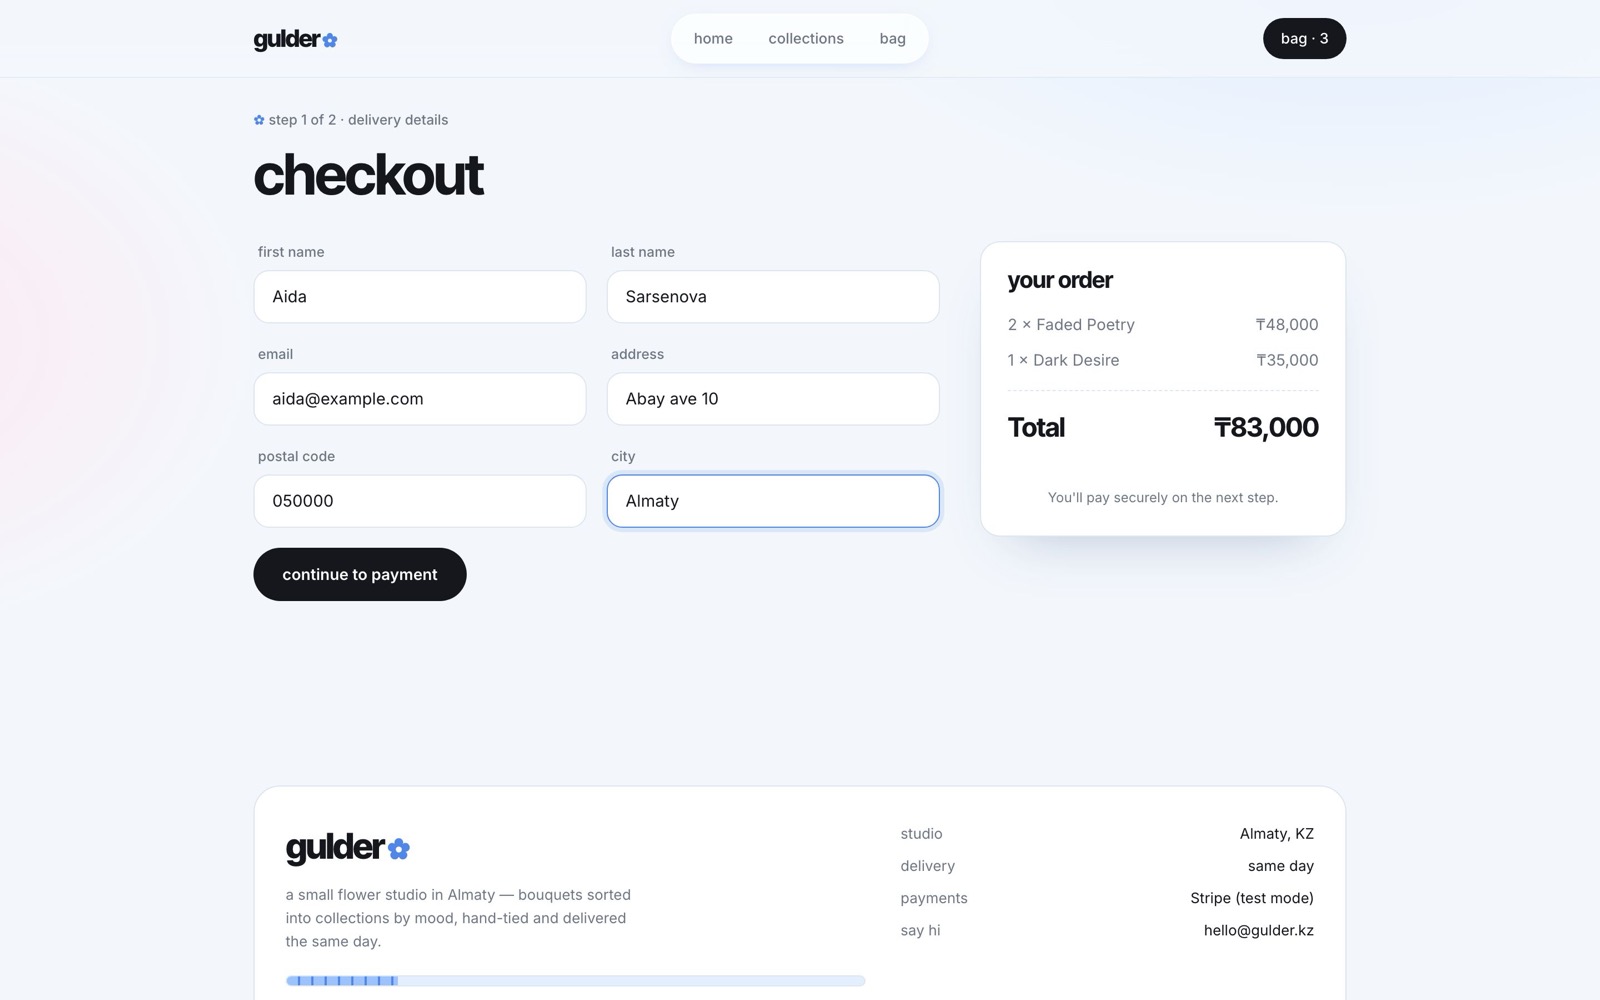 gulder
home
collections
bag
bag · 3
step 1 of 2 · delivery details
checkout
first name
last name
Aida
Sarsenova
email
address
aida@example.com
Abay ave 10
postal code
city
050000
Almaty
continue to payment
your order
2 × Faded Poetry ₸48,000
1 × Dark Desire ₸35,000
Total ₸83,000
You'll pay securely on the next step.
gulder
a small flower studio in Almaty — bouquets sorted
into collections by mood, hand-tied and delivered
the same day.
studio Almaty, KZ
delivery same day
payments Stripe (test mode)
say hi hello@gulder.kz